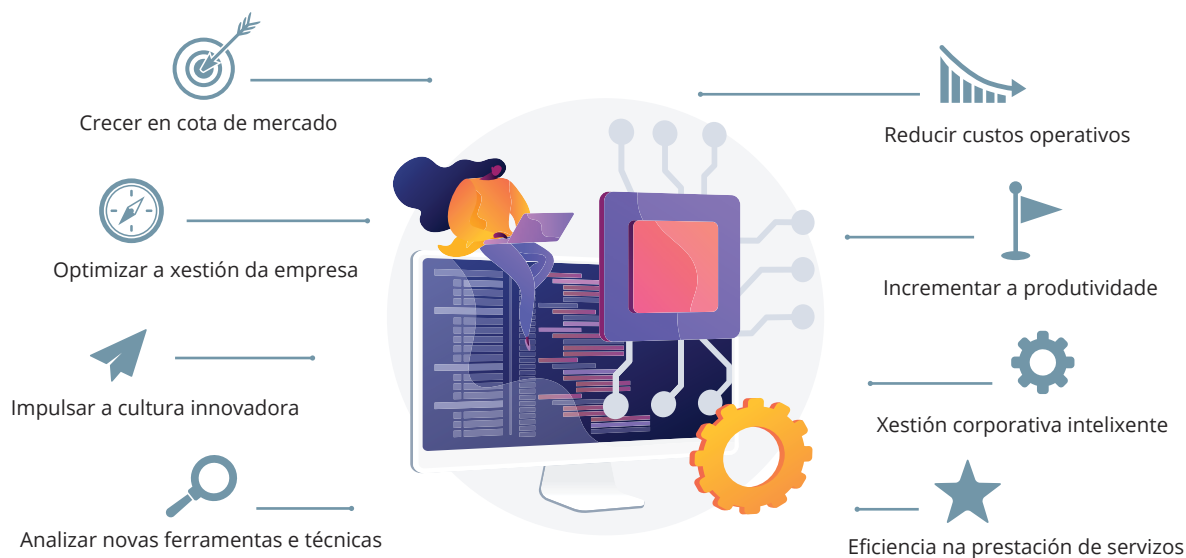 Crecer en cota de mercado
Optimizar a xestión da empresa
Impulsar a cultura innovadora
Analizar novas ferramentas e técnicas
Reducir custos operativos
Incrementar a produtividade
Xestión corporativa intelixente
Eficiencia na prestación de servizos